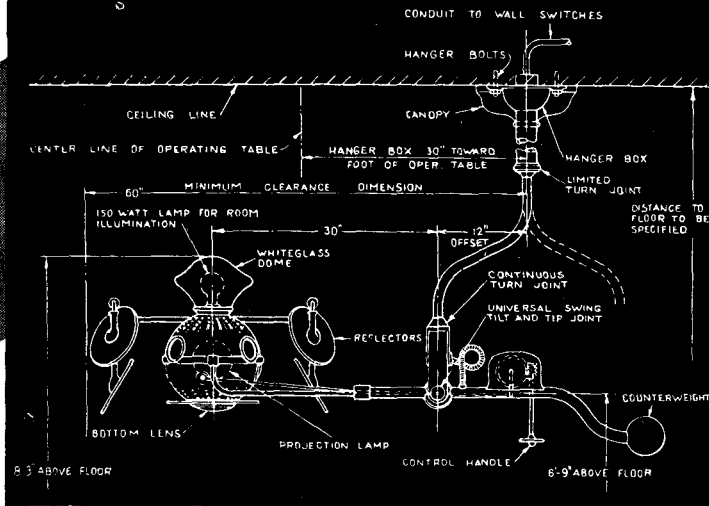 CONDUIT TO WALL SWITCHES
HANGER BOLTS
CEILING LINE
CANOPY
CENTER LINE OF OPERATING TABLE
HANGER BOX 30" TOWARD
FOOT OF OPER. TABLE
HANGER BOX
LIMITED
TURN JOINT
60" MINIMUM CLEARANCE DIMENSION
150 WATT LAMP FOR ROOM
ILLUMINATION
DISTANCE TO
FLOOR TO BE
SPECIFIED
30"
12"
OFFSET
WHITEGLASS
DOME
CONTINUOUS
TURN JOINT
UNIVERSAL SWING
TILT AND TIP JOINT
REFLECTORS
COUNTERWEIGHT
BOTTOM LENS
PROJECTION LAMP
CONTROL HANDLE
8'-3" ABOVE FLOOR
6'-9" ABOVE FLOOR